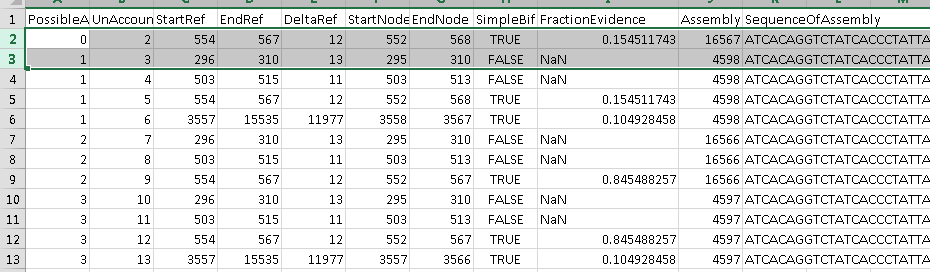 1 PossibleA UnAccoun StartRef EndRef DeltaRef StartNode EndNode SimpleBif FractionEvidence Assembly SequenceOfAssembly
2 0 2 554 567 12 552 568 TRUE 0.154511743 16567 ATCACAGGTCTATCACCCTATTA
3 1 3 296 310 13 295 310 FALSE NaN 4598 ATCACAGGTCTATCACCCTATTA
4 1 4 503 515 11 503 513 FALSE NaN 4598 ATCACAGGTCTATCACCCTATTA
5 1 5 554 567 12 552 568 TRUE 0.154511743 4598 ATCACAGGTCTATCACCCTATTA
6 1 6 3557 15535 11977 3558 3567 TRUE 0.104928458 4598 ATCACAGGTCTATCACCCTATTA
7 2 7 296 310 13 295 310 FALSE NaN 16566 ATCACAGGTCTATCACCCTATTA
8 2 8 503 515 11 503 513 FALSE NaN 16566 ATCACAGGTCTATCACCCTATTA
9 2 9 554 567 12 552 567 TRUE 0.845488257 16566 ATCACAGGTCTATCACCCTATTA
10 3 10 296 310 13 295 310 FALSE NaN 4597 ATCACAGGTCTATCACCCTATTA
11 3 11 503 515 11 503 513 FALSE NaN 4597 ATCACAGGTCTATCACCCTATTA
12 3 12 554 567 12 552 567 TRUE 0.845488257 4597 ATCACAGGTCTATCACCCTATTA
13 3 13 3557 15535 11977 3557 3566 TRUE 0.104928458 4597 ATCACAGGTCTATCACCCTATTA